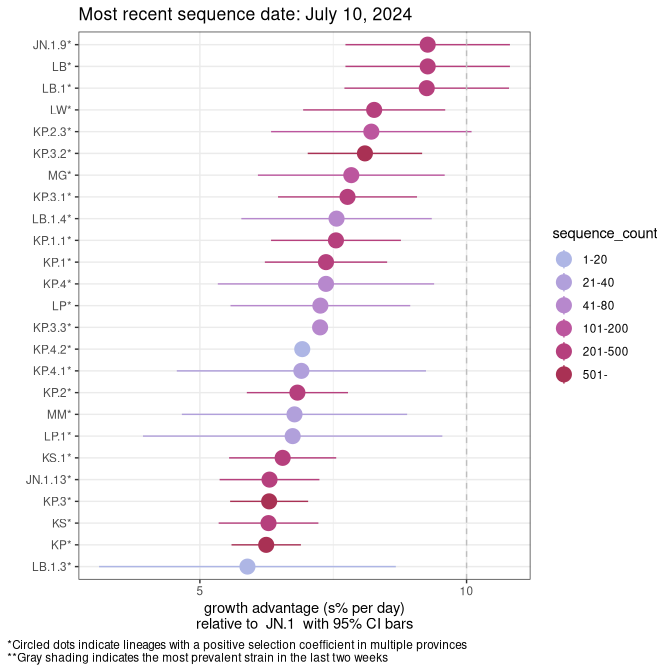 Most recent sequence date: July 10, 2024
JN.1.9*
LB*
LB.1*
LW*
KP.2.3*
KP.3.2*
MG*
KP.3.1*
LB.1.4*
KP.1.1*
KP.1*
KP.4*
LP*
KP.3.3*
KP.4.2*
KP.4.1*
KP.2*
MM*
LP.1*
KS.1*
JN.1.13*
KP.3*
KS*
KP*
LB.1.3*
5 10
growth advantage (s% per day)
relative to JN.1 with 95% CI bars
sequence_count
1-20
21-40
41-80
101-200
201-500
501-
*Circled dots indicate lineages with a positive selection coefficient in multiple provinces
**Gray shading indicates the most prevalent strain in the last two weeks